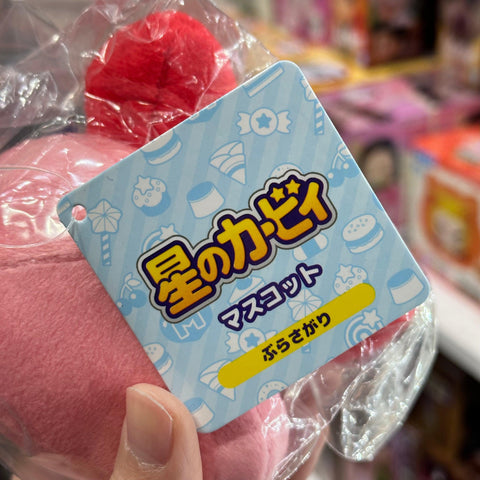 星のカービィ
マスコット
ぶらさがり